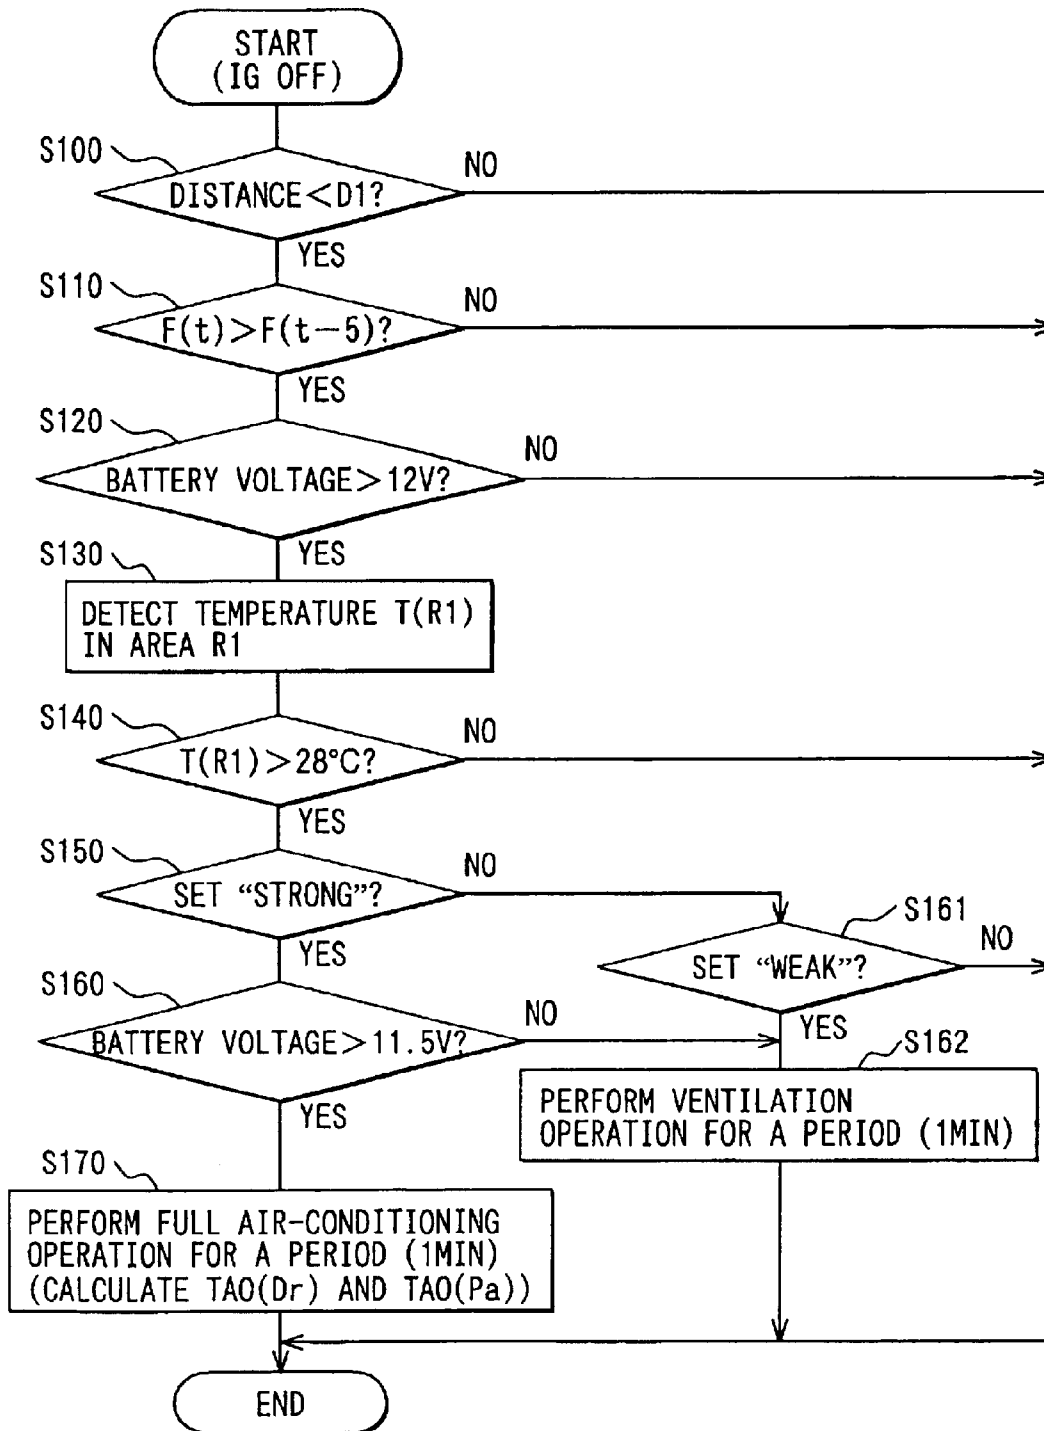 START
(IG OFF)
S100
DISTANCE<D1?
NO
YES
S110
F(t)>F(t-5)?
NO
YES
S120
BATTERY VOLTAGE>12V?
NO
YES
S130
DETECT TEMPERATURE T(R1)
IN AREA R1
S140
T(R1)>28°C?
NO
YES
S150
SET “STRONG”?
NO
YES
S161
SET “WEAK”?
NO
YES
S160
BATTERY VOLTAGE>11.5V?
NO
YES
S162
PERFORM VENTILATION
OPERATION FOR A PERIOD (1MIN)
S170
PERFORM FULL AIR-CONDITIONING
OPERATION FOR A PERIOD (1MIN)
(CALCULATE TAO(Dr) AND TAO(Pa))
END